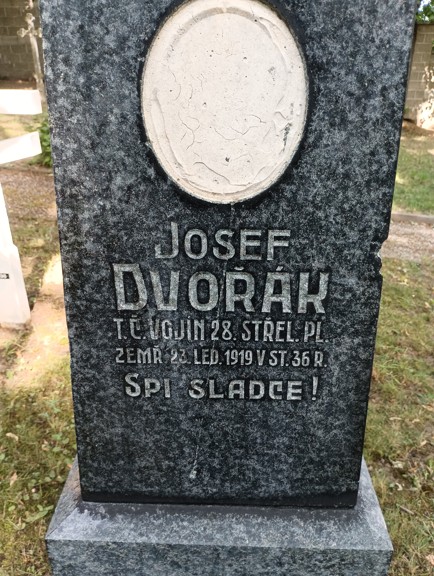 JOSEF
DVOŘÁK
T.Č. VOJIN 28. STŘEL. PL.
ZEMŘ. 23. LED. 1919 V ST. 36 R.
SPI SLADCE!